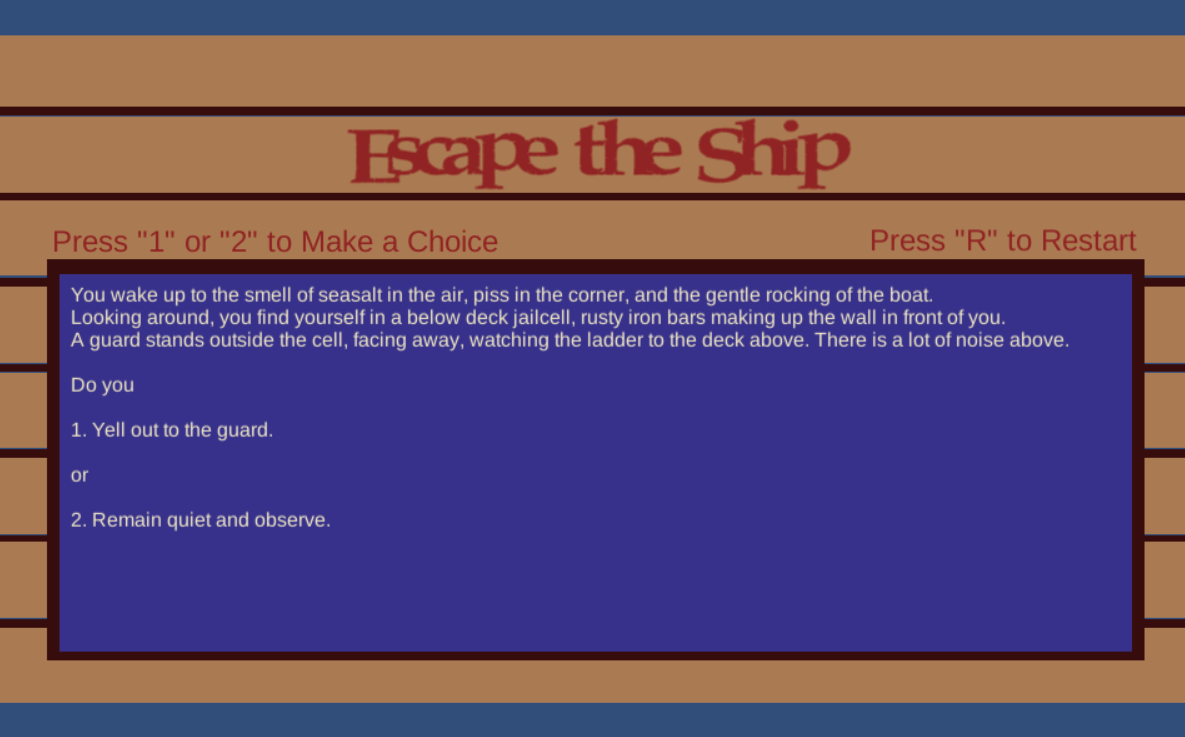 Escape the Ship
Press "1" or "2" to Make a Choice
Press "R" to Restart
You wake up to the smell of seasalt in the air, piss in the corner, and the gentle rocking of the boat.
Looking around, you find yourself in a below deck jailcell, rusty iron bars making up the wall in front of you.
A guard stands outside the cell, facing away, watching the ladder to the deck above. There is a lot of noise above.
Do you
1. Yell out to the guard.
or
2. Remain quiet and observe.